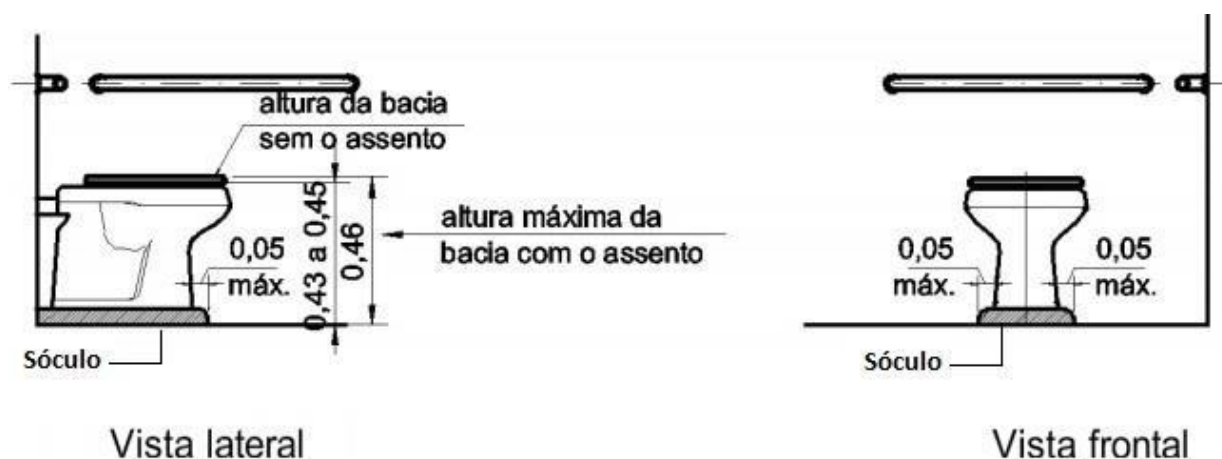 altura da bacia
sem o assento
0,43 a 0,45
0,46
altura máxima da
bacia com o assento
0,05
máx.
Sóculo
Vista lateral
0,05
máx.
0,05
máx.
Sóculo
Vista frontal